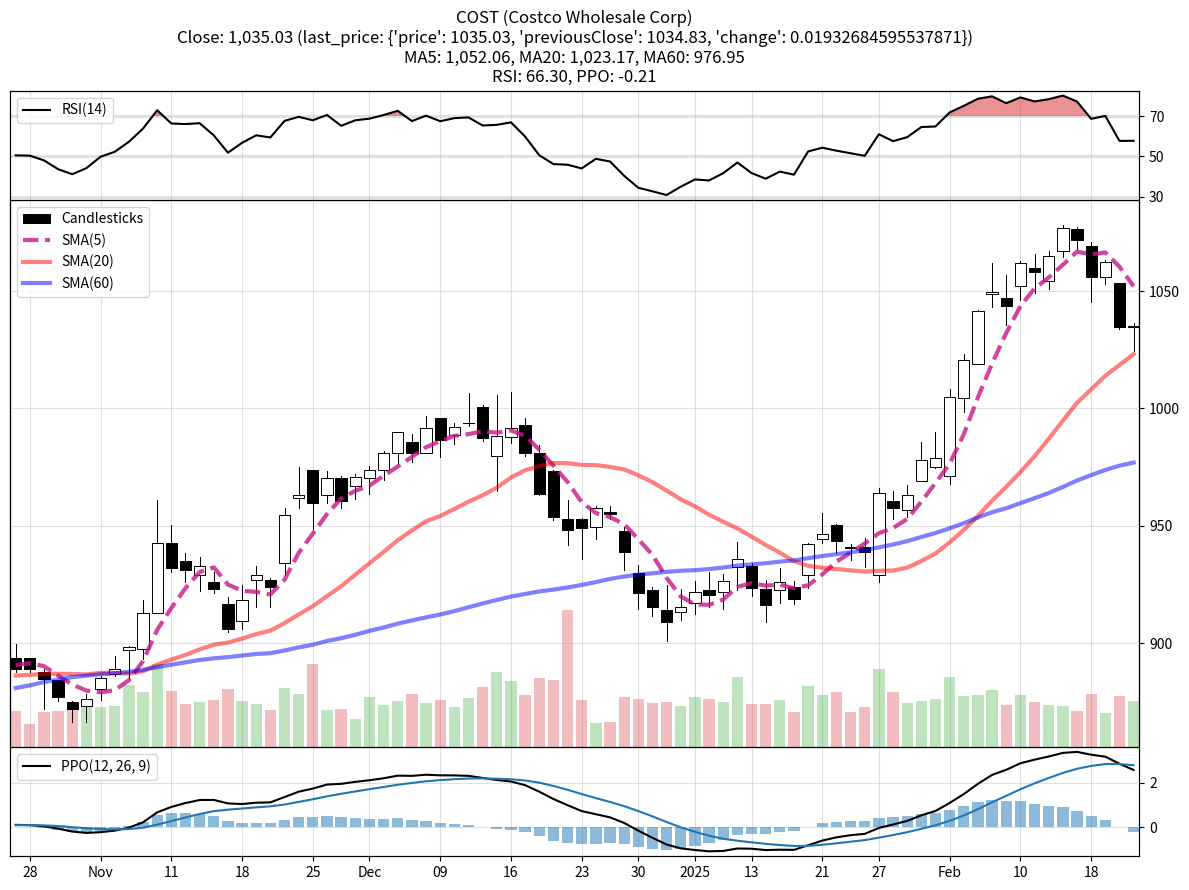 COST (Costco Wholesale Corp)
Close: 1,035.03 (last_price: {'price': 1035.03, 'previousClose': 1034.83, 'change': 0.01932684595537871})
MA5: 1,052.06, MA20: 1,023.17, MA60: 976.95
RSI: 66.30, PPO: -0.21
RSI(14)
70
50
30
Candlesticks
SMA(5)
SMA(20)
SMA(60)
1050
1000
950
900
PPO(12, 26, 9)
2
0
28 Nov 11 18 25 Dec 09 16 23 30 2025 13 21 27 Feb 10 18